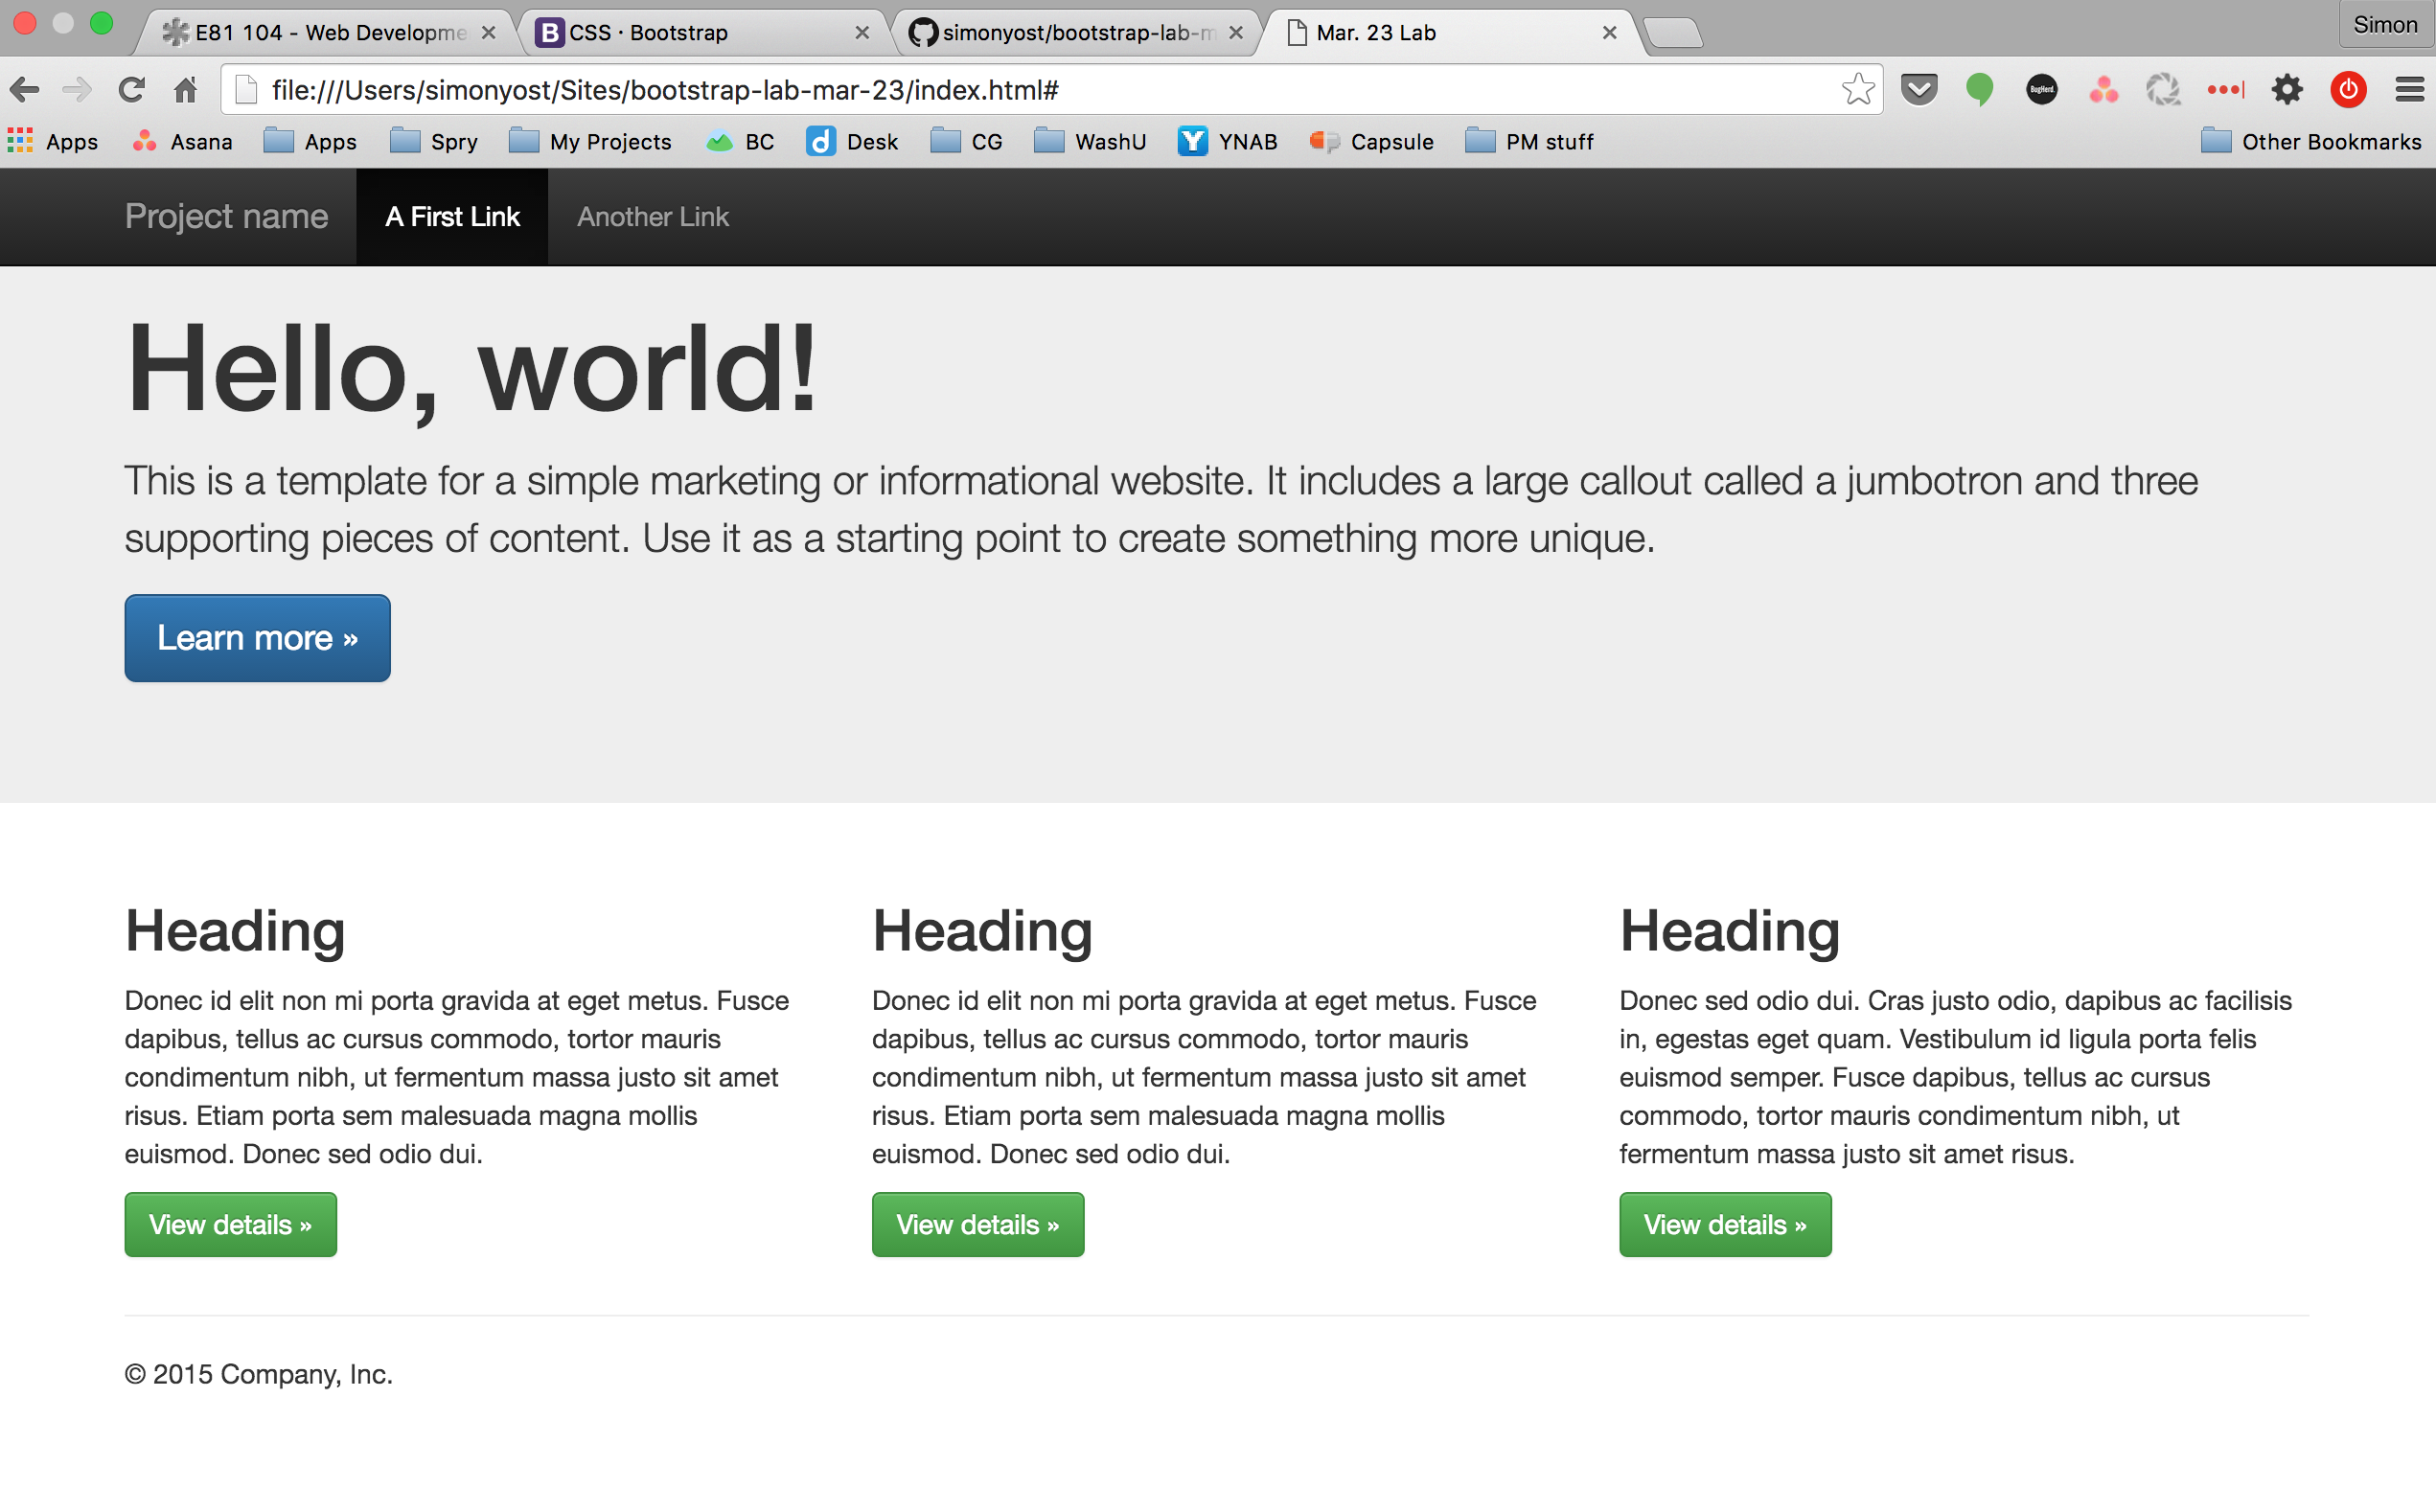 E81 104 - Web Developme
CSS · Bootstrap
simonyost/bootstrap-lab-m
Mar. 23 Lab
Simon
file:///Users/simonyost/Sites/bootstrap-lab-mar-23/index.html#
BugHerd.
Apps
Asana
Apps
Spry
My Projects
BC
Desk
CG
WashU
YNAB
Capsule
PM stuff
Other Bookmarks
Project name
A First Link
Another Link
Hello, world!
This is a template for a simple marketing or informational website. It includes a large callout called a jumbotron and three
supporting pieces of content. Use it as a starting point to create something more unique.
Learn more »
Heading
Donec id elit non mi porta gravida at eget metus. Fusce
dapibus, tellus ac cursus commodo, tortor mauris
condimentum nibh, ut fermentum massa justo sit amet
risus. Etiam porta sem malesuada magna mollis
euismod. Donec sed odio dui.
View details »
Heading
Donec id elit non mi porta gravida at eget metus. Fusce
dapibus, tellus ac cursus commodo, tortor mauris
condimentum nibh, ut fermentum massa justo sit amet
risus. Etiam porta sem malesuada magna mollis
euismod. Donec sed odio dui.
View details »
Heading
Donec sed odio dui. Cras justo odio, dapibus ac facilisis
in, egestas eget quam. Vestibulum id ligula porta felis
euismod semper. Fusce dapibus, tellus ac cursus
commodo, tortor mauris condimentum nibh, ut
fermentum massa justo sit amet risus.
View details »
© 2015 Company, Inc.